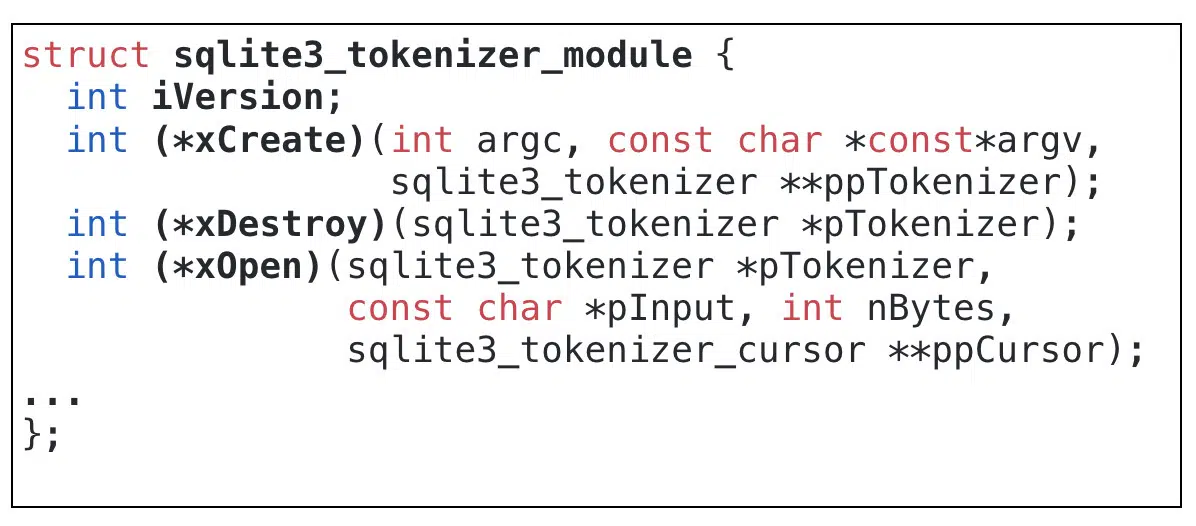 struct sqlite3_tokenizer_module {
  int iVersion;
  int (*xCreate)(int argc, const char *const*argv,
                 sqlite3_tokenizer **ppTokenizer);
  int (*xDestroy)(sqlite3_tokenizer *pTokenizer);
  int (*xOpen)(sqlite3_tokenizer *pTokenizer,
               const char *pInput, int nBytes,
               sqlite3_tokenizer_cursor **ppCursor);
...
};